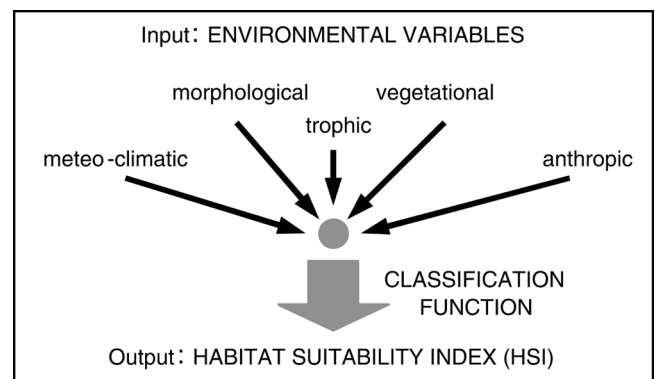 Input: ENVIRONMENTAL VARIABLES
morphological
vegetational
trophic
meteo-climatic
anthropic
CLASSIFICATION
FUNCTION
Output: HABITAT SUITABILITY INDEX (HSI)